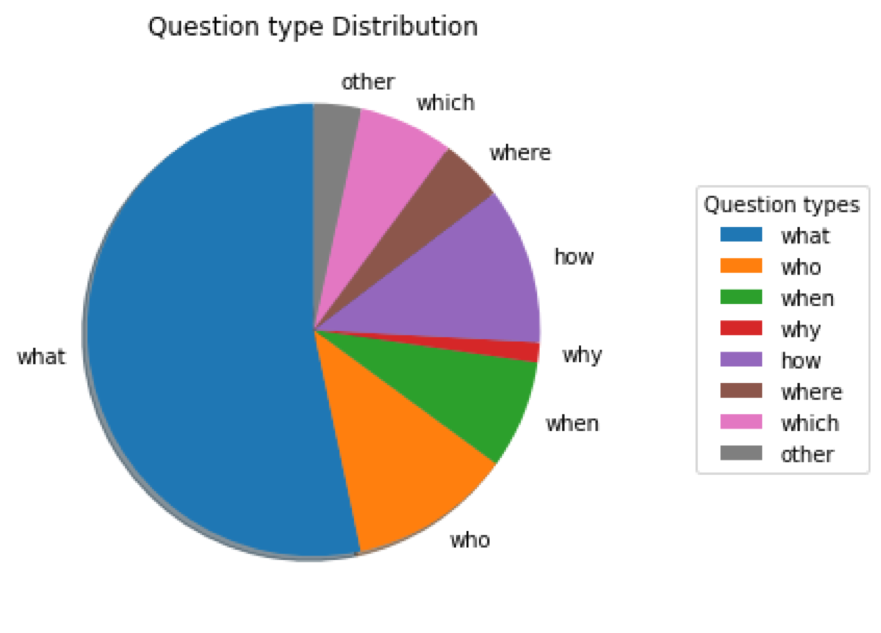 Question type Distribution
other
which
where
how
why
when
who
what
Question types
what
who
when
why
how
where
which
other